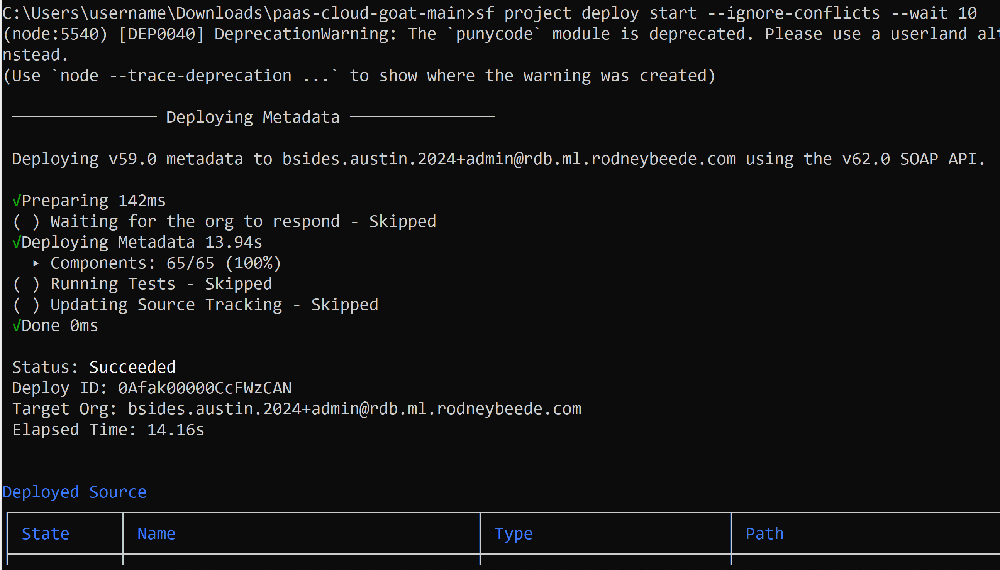 C:\Users\username\Downloads\paas-cloud-goat-main>sf project deploy start --ignore-conflicts --wait 10
(node:5540) [DEP0040] DeprecationWarning: The `punycode` module is deprecated. Please use a userland alt
nstead.
(Use `node --trace-deprecation ...` to show where the warning was created)
─────────────── Deploying Metadata ───────────────
Deploying v59.0 metadata to bsides.austin.2024+admin@rdb.ml.rodneybeede.com using the v62.0 SOAP API.
√Preparing 142ms
( ) Waiting for the org to respond - Skipped
√Deploying Metadata 13.94s
▸ Components: 65/65 (100%)
( ) Running Tests - Skipped
( ) Updating Source Tracking - Skipped
√Done 0ms
Status: Succeeded
Deploy ID: 0Afak00000CcFWzCAN
Target Org: bsides.austin.2024+admin@rdb.ml.rodneybeede.com
Elapsed Time: 14.16s
Deployed Source
State Name Type Path